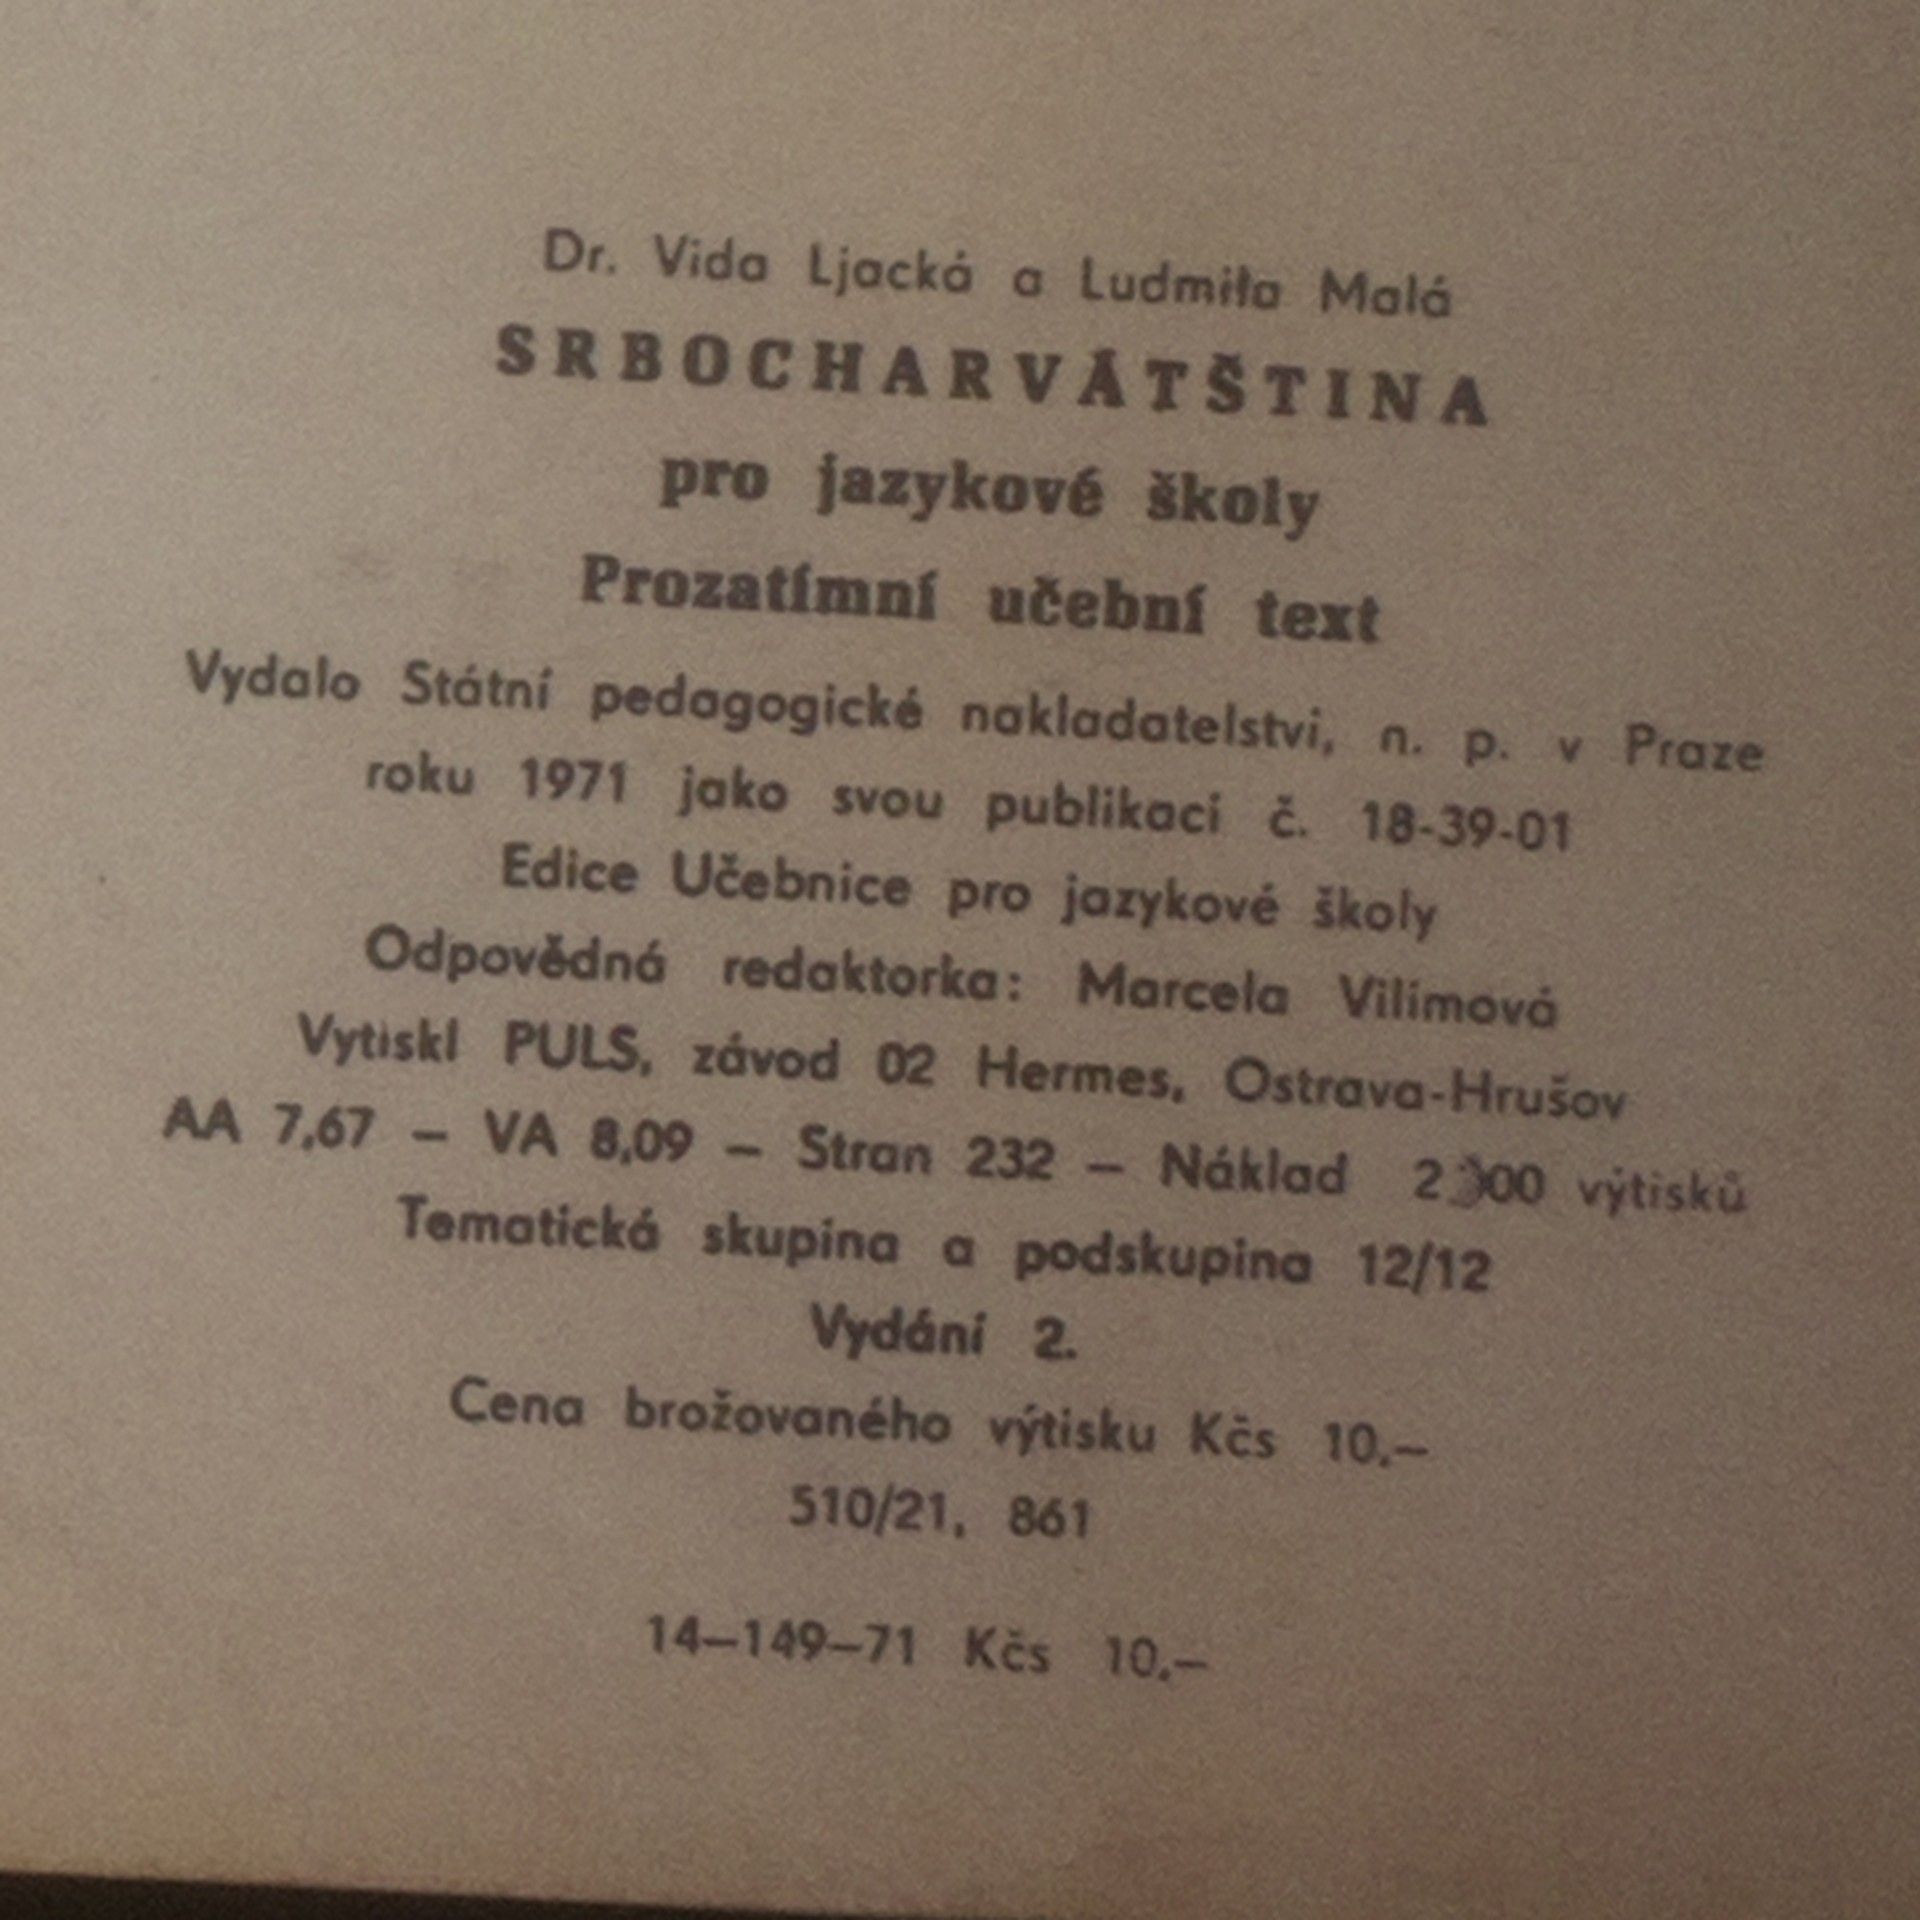 Dr. Vida Ljacká a Ludmila Malá
SRBOCHARVÁTŠTINA
pro jazykové školy
Prozatímní učební text
Vydalo Státní pedagogické nakladatelství, n. p. v Praze
roku 1971 jako svou publikaci č. 18-39-01
Edice Učebnice pro jazykové školy
Odpovědná redaktorka: Marcela Vilímová
Vytiskl PULS, závod 02 Hermes, Ostrava-Hrušov
AA 7,67 – VA 8,09 – Stran 232 – Náklad výtisků
Tematická skupina a podskupina 12/12
Vydání 2.
Cena brožovaného výtisku Kčs 10,–
510/21, 861
14–149–71 Kčs 10,–